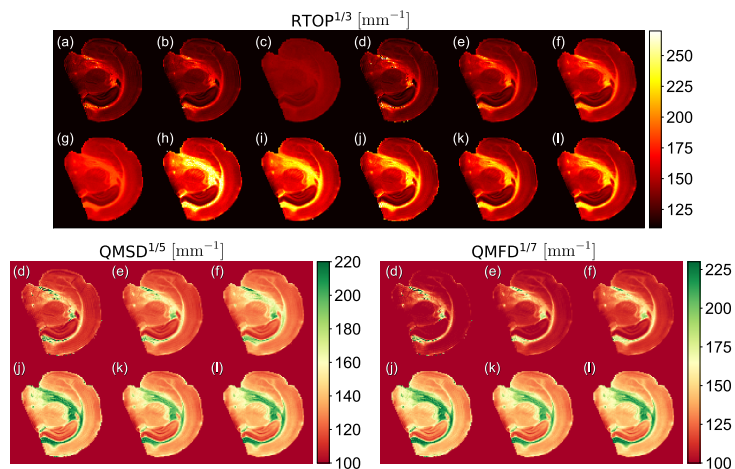 RTOP^{1/3} [mm^{-1}]
(a) (b) (c) (d) (e) (f)
(g) (h) (i) (j) (k) (l)
250
225
200
175
150
125
QMSD^{1/5} [mm^{-1}]
(d) (e) (f)
(j) (k) (l)
220
200
180
160
140
120
100
QMFD^{1/7} [mm^{-1}]
(d) (e) (f)
(j) (k) (l)
225
200
175
150
125
100